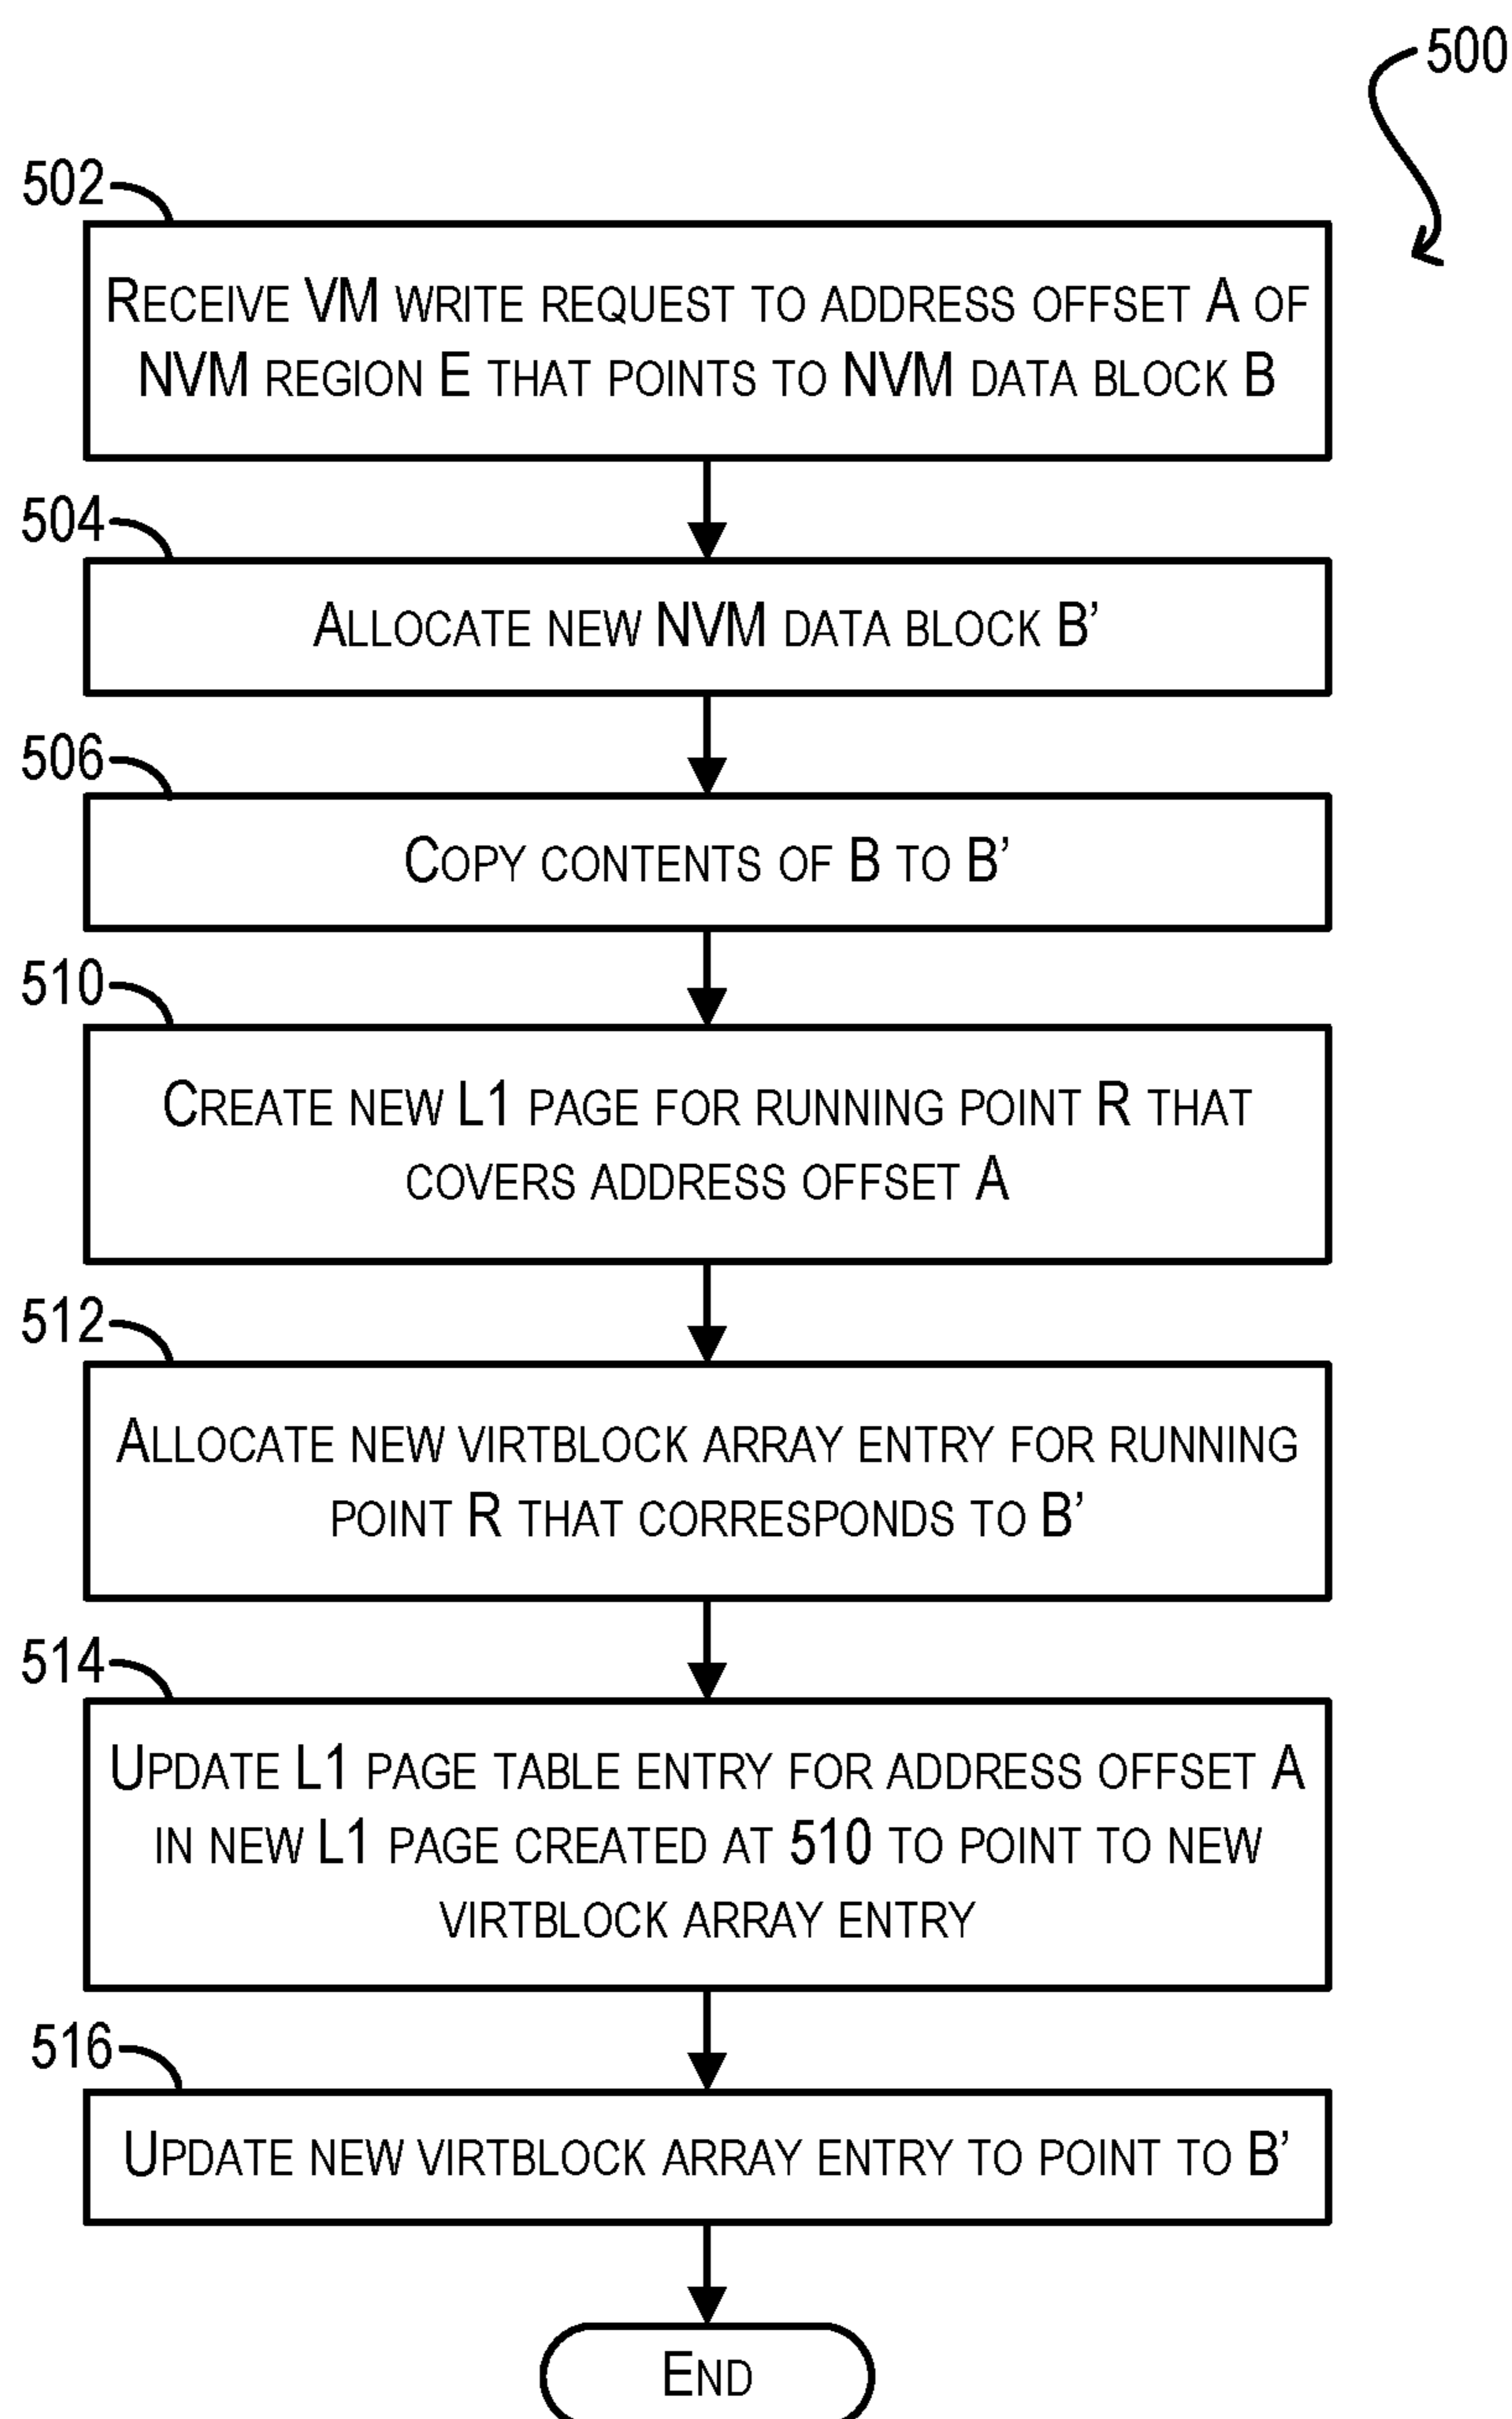 500
502
RECEIVE VM WRITE REQUEST TO ADDRESS OFFSET A OF
NVM REGION E THAT POINTS TO NVM DATA BLOCK B
504
ALLOCATE NEW NVM DATA BLOCK B’
506
COPY CONTENTS OF B TO B’
510
CREATE NEW L1 PAGE FOR RUNNING POINT R THAT
COVERS ADDRESS OFFSET A
512
ALLOCATE NEW VIRTBLOCK ARRAY ENTRY FOR RUNNING
POINT R THAT CORRESPONDS TO B’
514
UPDATE L1 PAGE TABLE ENTRY FOR ADDRESS OFFSET A
IN NEW L1 PAGE CREATED AT 510 TO POINT TO NEW
VIRTBLOCK ARRAY ENTRY
516
UPDATE NEW VIRTBLOCK ARRAY ENTRY TO POINT TO B’
END